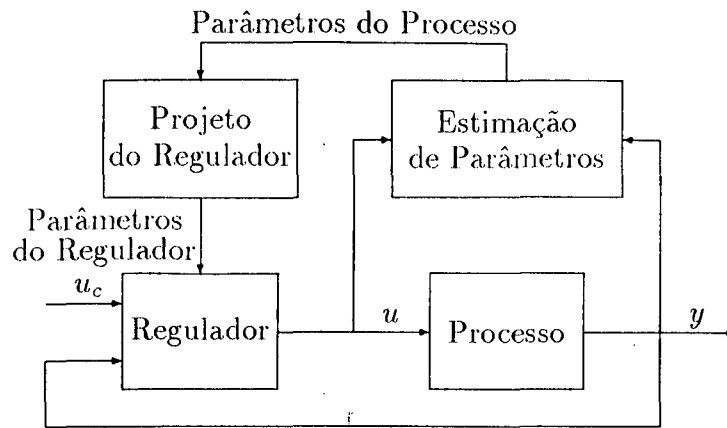 Parâmetros do Processo
Projeto
do Regulador
Estimação
de Parâmetros
Parâmetros
do Regulador
u_c
Regulador
u
Processo
y